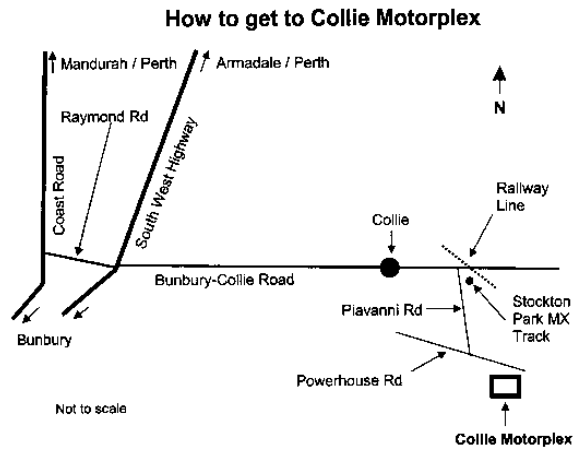 How to get to Collie Motorplex
Mandurah / Perth
Armadale / Perth
N
Raymond Rd
Coast Road
South West Highway
Railway
Line
Collie
Bunbury-Collie Road
Piavanni Rd
Stockton
Park MX
Track
Bunbury
Powerhouse Rd
Not to scale
Collie Motorplex